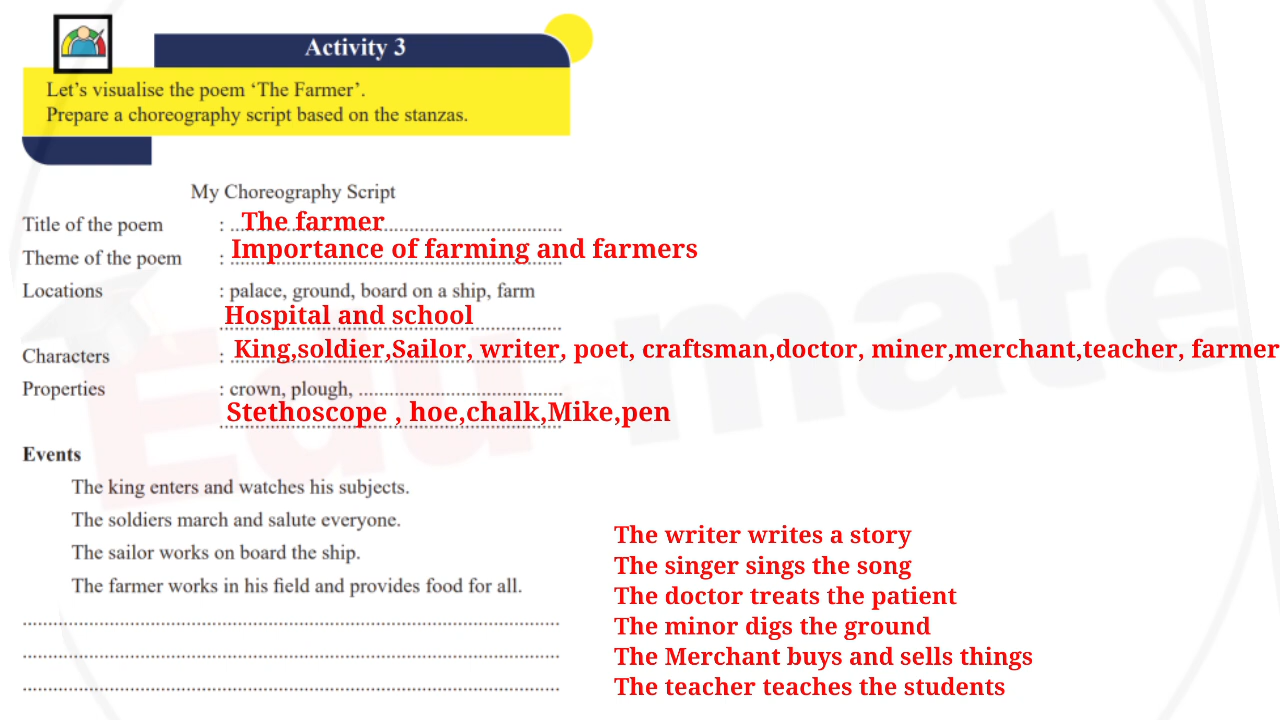 Activity 3
Let's visualise the poem 'The Farmer'.
Prepare a choreography script based on the stanzas.
My Choreography Script
Title of the poem : The farmer
Theme of the poem : Importance of farming and farmers
Locations : palace, ground, board on a ship, farm
Hospital and school
Characters : King,soldier,Sailor, writer, poet, craftsman,doctor, miner,merchant,teacher, farmer
Properties : crown, plough, ..........................................
Stethoscope , hoe,chalk,Mike,pen
Events
The king enters and watches his subjects.
The soldiers march and salute everyone.
The sailor works on board the ship.
The farmer works in his field and provides food for all.
The writer writes a story
The singer sings the song
The doctor treats the patient
The minor digs the ground
The Merchant buys and sells things
The teacher teaches the students
Edu mate